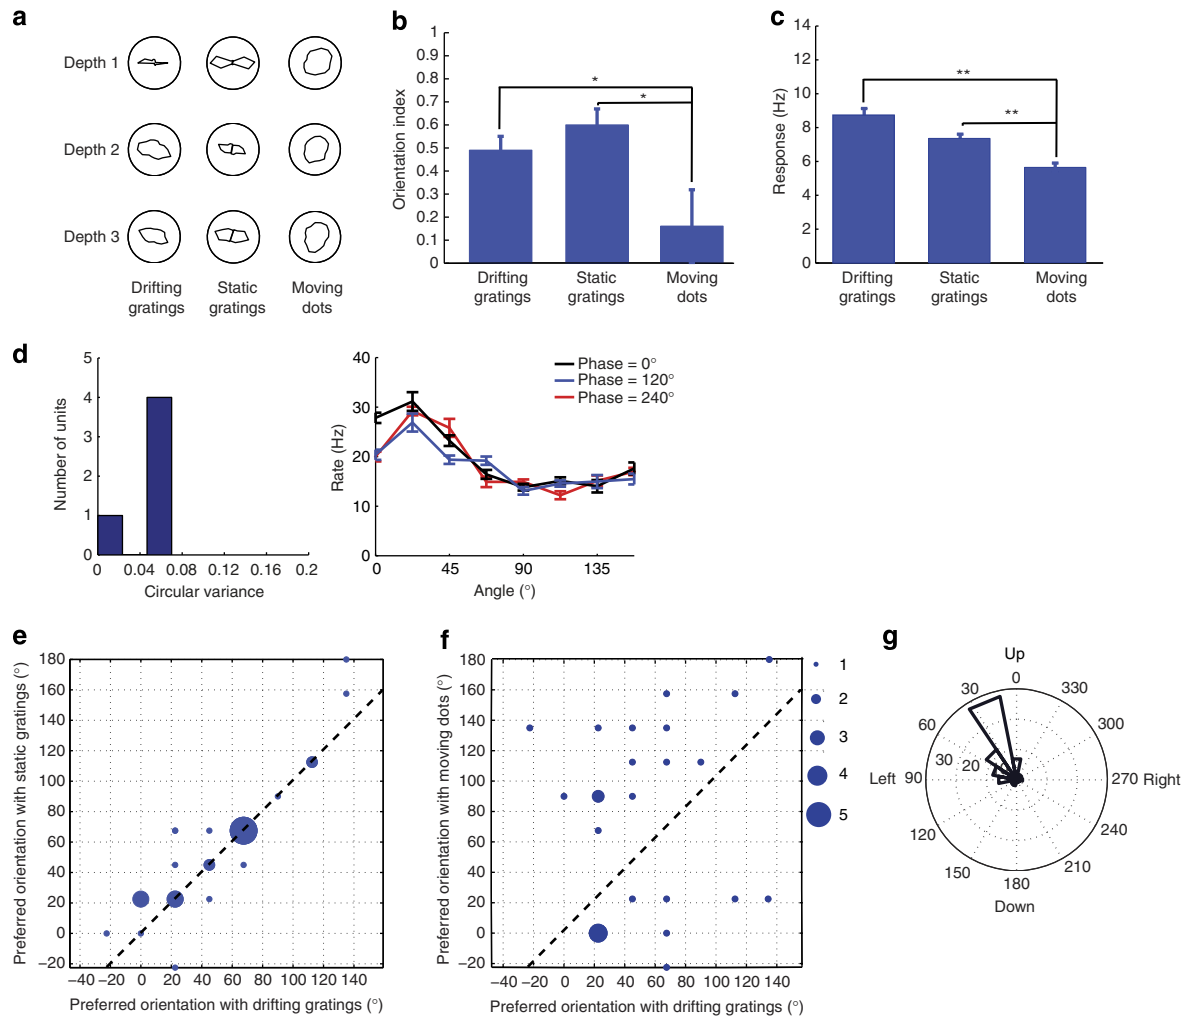 a
Depth 1
Depth 2
Depth 3
Drifting gratings
Static gratings
Moving dots
b
Orientation index
1
0.9
0.8
0.7
0.6
0.5
0.4
0.3
0.2
0.1
0
*
*
Drifting gratings
Static gratings
Moving dots
c
Response (Hz)
14
12
10
8
6
4
2
0
**
**
Drifting gratings
Static gratings
Moving dots
d
Number of units
5
4
3
2
1
0
0 0.04 0.08 0.12 0.16 0.2
Circular variance
Rate (Hz)
40
30
20
10
0
0 45 90 135
Angle (°)
Phase = 0°
Phase = 120°
Phase = 240°
e
Preferred orientation with static gratings (°)
180
160
140
120
100
80
60
40
20
0
−20
−40 −20 0 20 40 60 80 100 120 140
Preferred orientation with drifting gratings (°)
f
Preferred orientation with moving dots (°)
180
160
140
120
100
80
60
40
20
0
−20
−40 −20 0 20 40 60 80 100 120 140
Preferred orientation with drifting gratings (°)
1
2
3
4
5
g
Up
0
30 330
60 300
30 20
Left 90 270 Right
120 240
150 210
180
Down